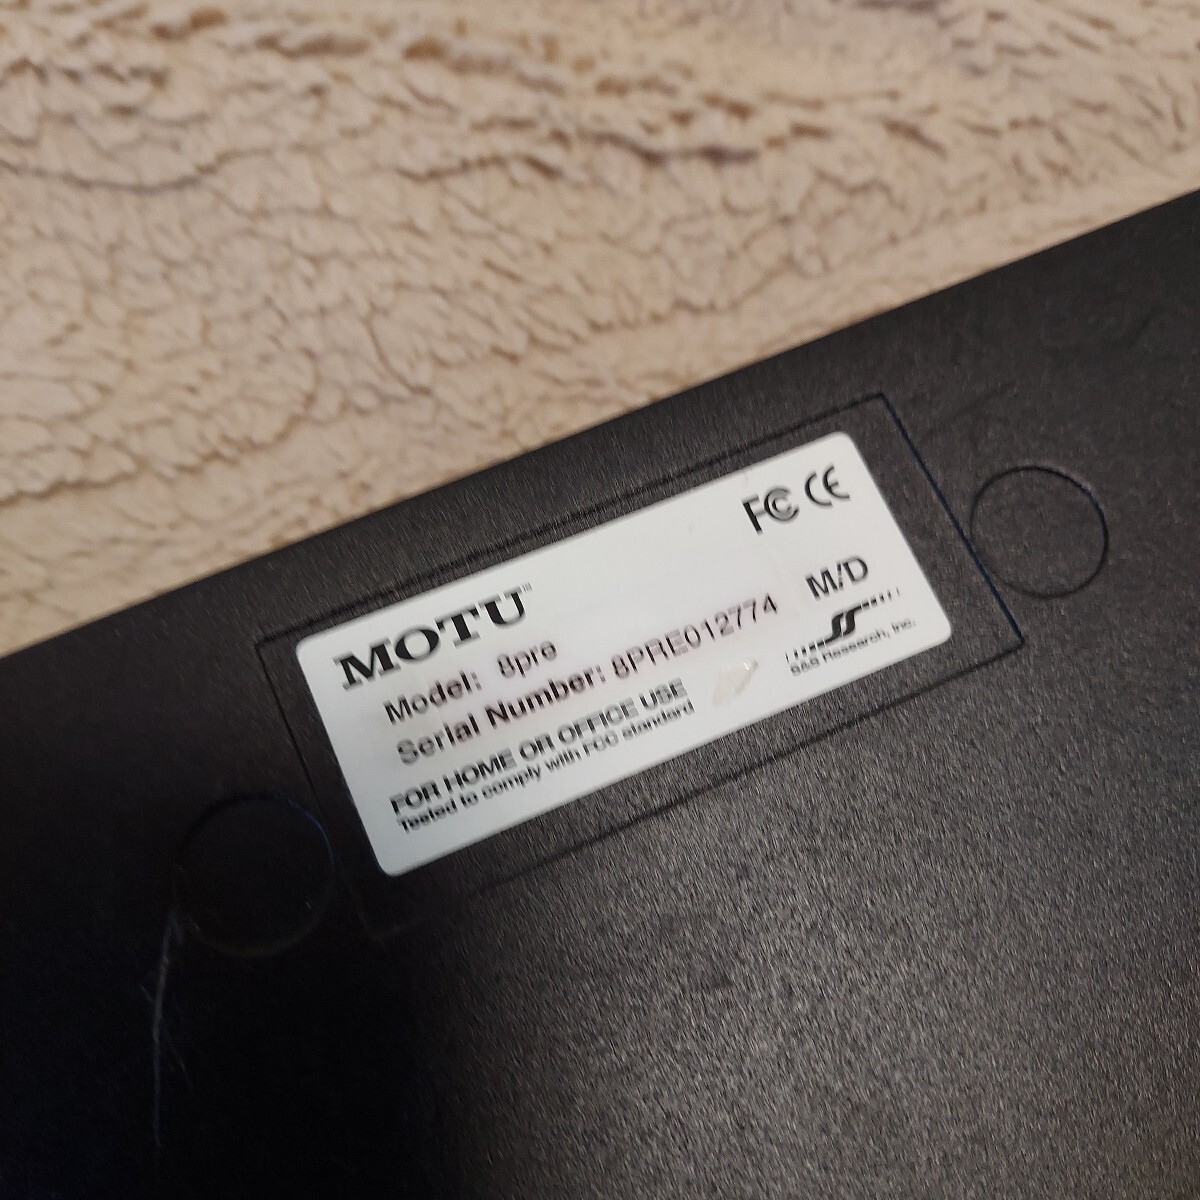 MOTU™
FC CE
Model: 8pre
Serial Number: 8PRE012774
M/D
FOR HOME OR OFFICE USE
Tested to comply with FCC standard
S&S Research, Inc.